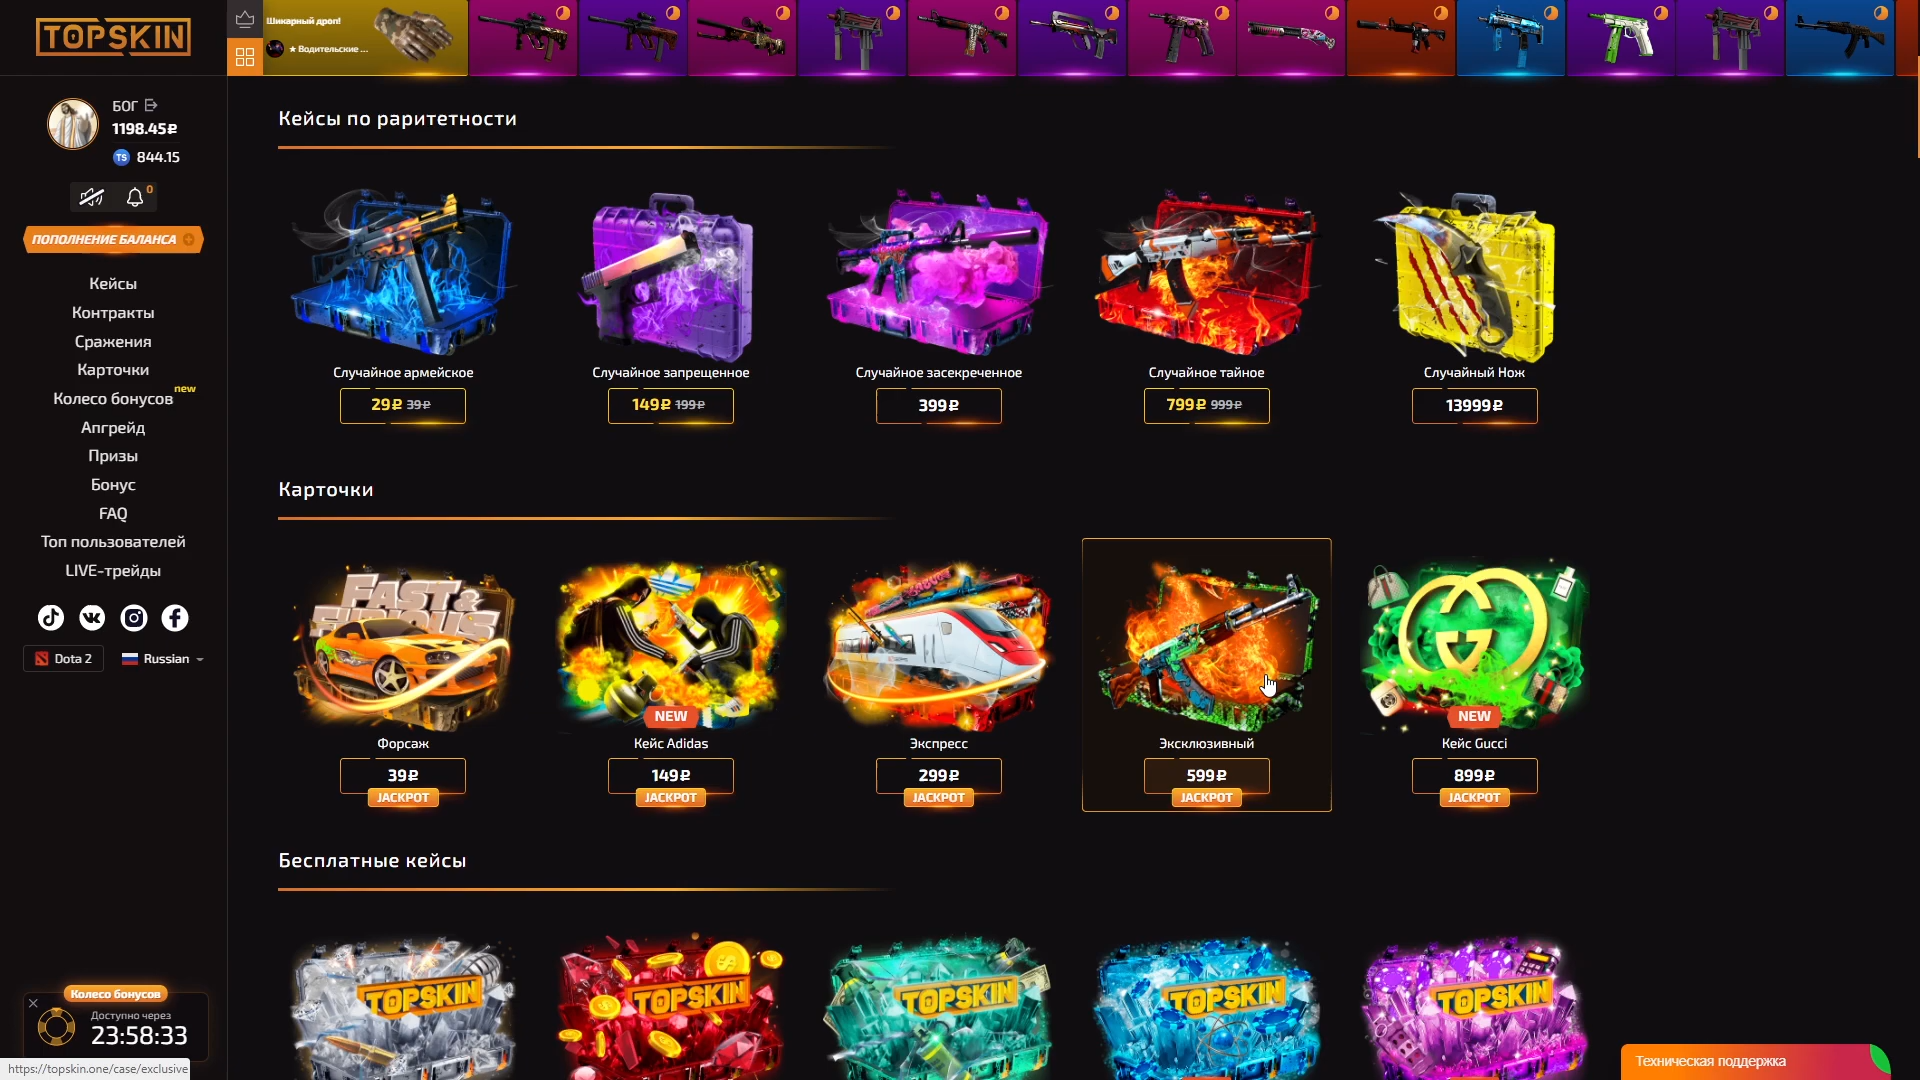 TOPSKIN
Шикарный дроп!
★ Водительские ...
БОГ
1198.45₽
TS 844.15
0
ПОПОЛНЕНИЕ БАЛАНСА
Кейсы
Контракты
Сражения
Карточки
Колесо бонусов new
Апгрейд
Призы
Бонус
FAQ
Топ пользователей
LIVE-трейды
Dota 2
Russian
Колесо бонусов
Доступно через
23:58:33
https://topskin.one/case/exclusive
Кейсы по раритетности
Случайное армейское
29₽ 39₽
Случайное запрещенное
149₽ 199₽
Случайное засекреченное
399₽
Случайное тайное
799₽ 999₽
Случайный Нож
13999₽
Карточки
FAST &
FURIOUS
Форсаж
39₽
JACKPOT
NEW
Кейс Adidas
149₽
JACKPOT
Экспресс
299₽
JACKPOT
Эксклюзивный
599₽
JACKPOT
NEW
Кейс Gucci
899₽
JACKPOT
Бесплатные кейсы
TOPSKIN
TOPSKIN
TOPSKIN
TOPSKIN
TOPSKIN
Техническая поддержка